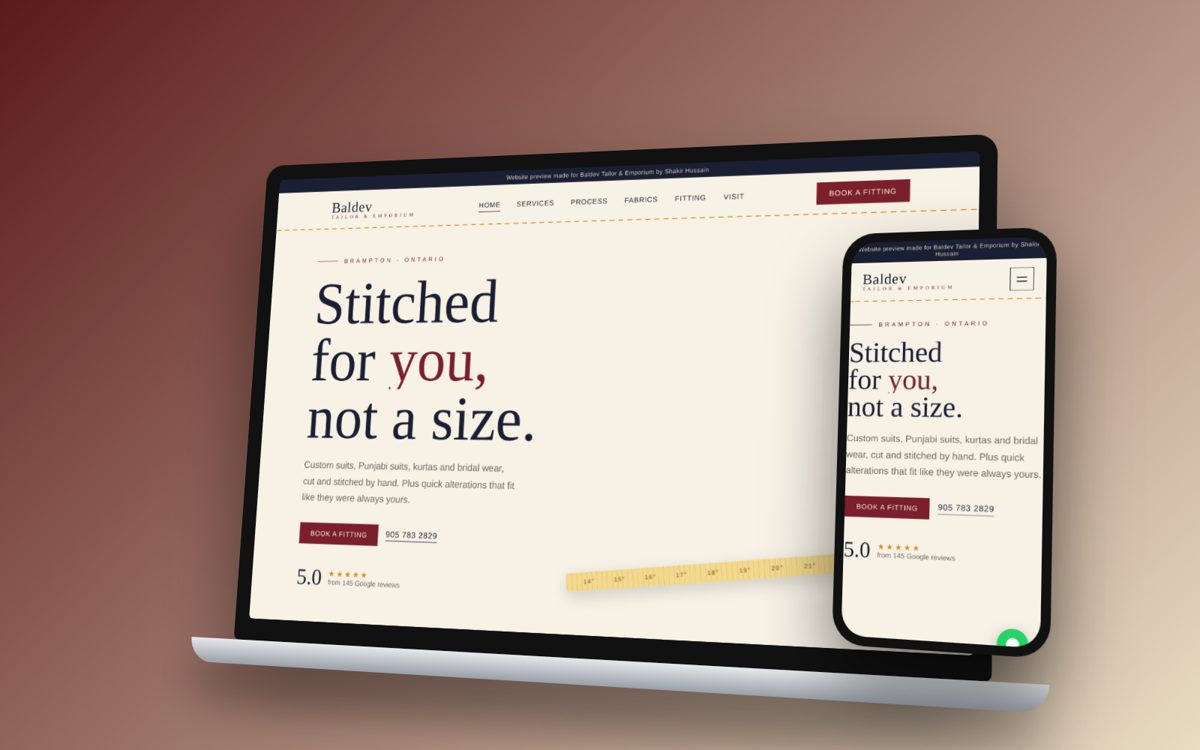 Website preview made for Baldev Tailor & Emporium by Shakir Hussain
Baldev
TAILOR & EMPORIUM
HOME SERVICES PROCESS FABRICS FITTING VISIT
BOOK A FITTING
BRAMPTON - ONTARIO
Stitched
for you,
not a size.
Custom suits, Punjabi suits, kurtas and bridal wear,
cut and stitched by hand. Plus quick alterations that fit
like they were always yours.
BOOK A FITTING 905 783 2829
5.0 ★★★★★
from 145 Google reviews
14" 15" 16" 17" 18" 19" 20" 21"
Website preview made for Baldev Tailor & Emporium by Shakir
Hussain
Baldev
TAILOR & EMPORIUM
BRAMPTON - ONTARIO
Stitched
for you,
not a size.
Custom suits, Punjabi suits, kurtas and bridal
wear, cut and stitched by hand. Plus quick
alterations that fit like they were always yours.
BOOK A FITTING 905 783 2829
5.0 ★★★★★
from 145 Google reviews